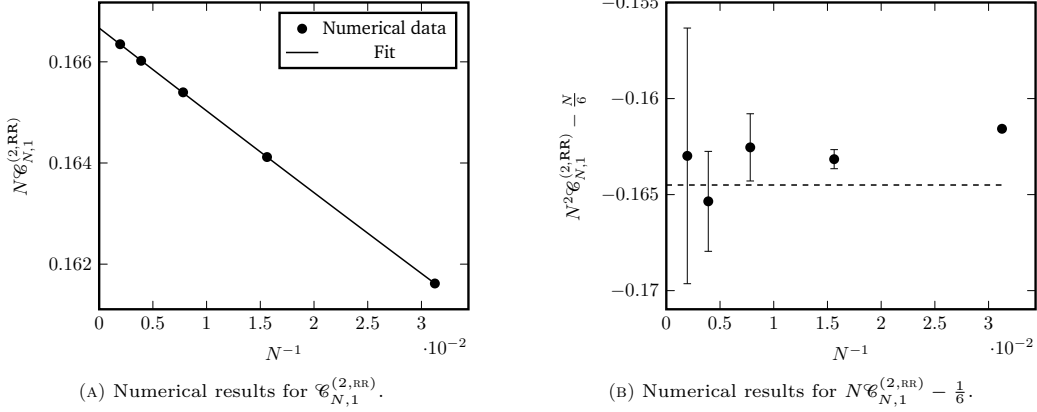 0.166
0.164
0.162
N𝒞_{N,1}^{(2,RR)}
Numerical data
Fit
0 0.5 1 1.5 2 2.5 3
·10^{−2}
N^{−1}
(A) Numerical results for 𝒞_{N,1}^{(2,RR)}.
−0.155
−0.16
−0.165
−0.17
N^2𝒞_{N,1}^{(2,RR)} − N/6
0 0.5 1 1.5 2 2.5 3
·10^{−2}
N^{−1}
(B) Numerical results for N𝒞_{N,1}^{(2,RR)} − 1/6.